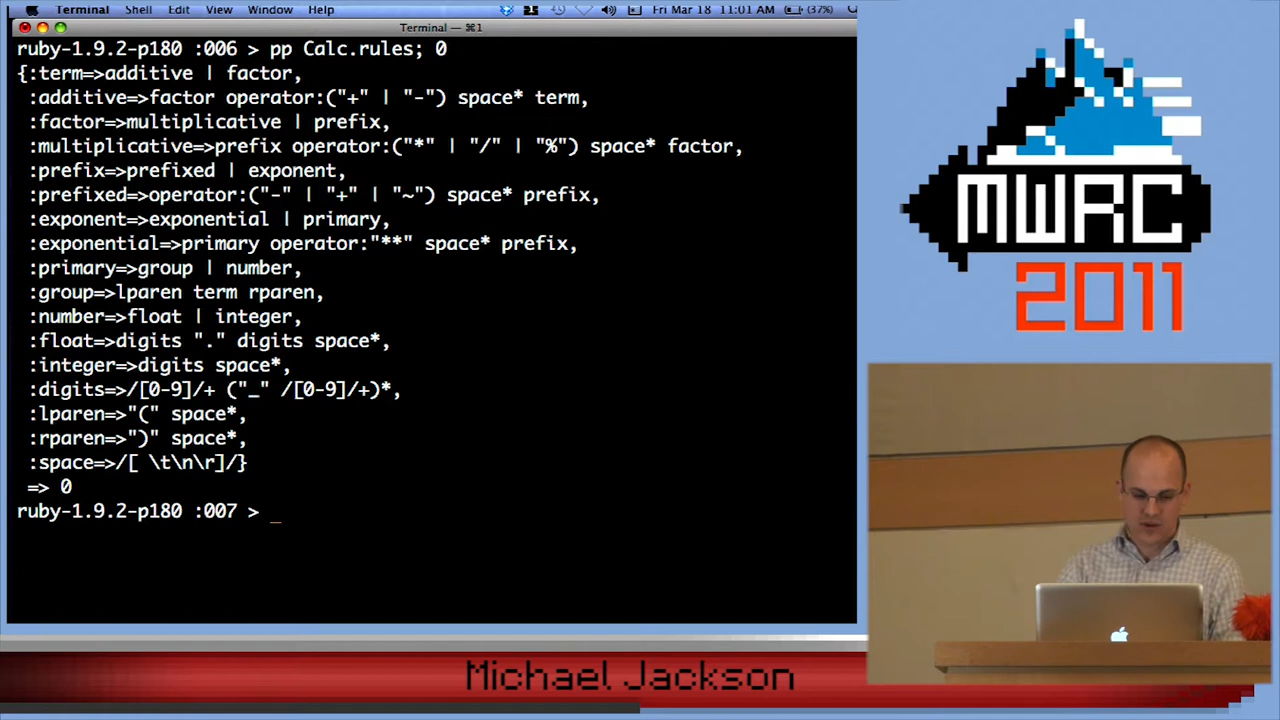 Terminal Shell Edit View Window Help Fri Mar 18 11:01 AM (37%)
Terminal — ⌘1
ruby-1.9.2-p180 :006 > pp Calc.rules; 0
{:term=>additive | factor,
:additive=>factor operator:("+" | "-") space* term,
:factor=>multiplicative | prefix,
:multiplicative=>prefix operator:("*" | "/" | "%") space* factor,
:prefix=>prefixed | exponent,
:prefixed=>operator:("-" | "+" | "~") space* prefix,
:exponent=>exponential | primary,
:exponential=>primary operator:"**" space* prefix,
:primary=>group | number,
:group=>lparen term rparen,
:number=>float | integer,
:float=>digits "." digits space*,
:integer=>digits space*,
:digits=>/[0-9]/+ ("_" /[0-9]/+)*,
:lparen=>"(" space*,
:rparen=>")" space*,
:space=>/[ \t\n\r]/}
=> 0
ruby-1.9.2-p180 :007 > _
MWRC
2011
Michael Jackson